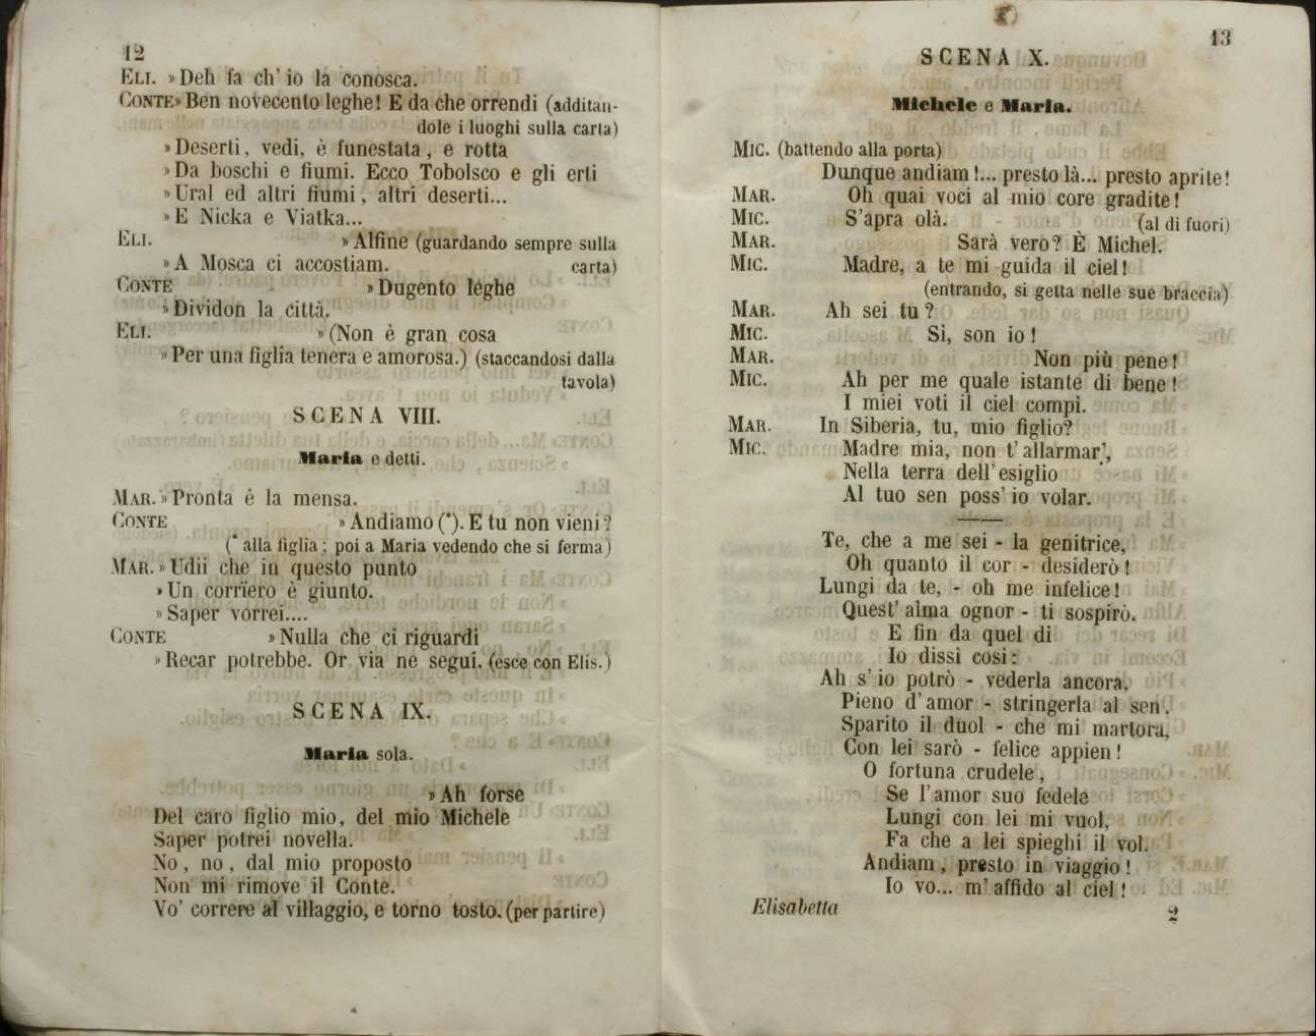 12
ELI. »Deh fa ch' io la conosca.
CONTE» Ben novecento leghe! E da che orrendi (additan-
dole i luoghi sulla carta)
»Deserti, vedi, è funestata, e rotta
»Da boschi e fiumi. Ecco Tobolsco e gli erti
»Ural ed altri fiumi, altri deserti...
»E Nicka e Viatka...
ELI. »Alfine (guardando sempre sulla
»A Mosca ci accostiam. carta)
CONTE »Dugento leghe
»Dividon la città.
ELI. »(Non è gran cosa
»Per una figlia tenera e amorosa.) (staccandosi dalla
tavola)
SCENA VIII.
Maria e detti.
MAR. »Pronta è la mensa.
CONTE »Andiamo (*). E tu non vieni?
(* alla figlia; poi a Maria vedendo che si ferma)
MAR. »Udii che in questo punto
»Un corriero è giunto.
»Saper vorrei....
CONTE »Nulla che ci riguardi
»Recar potrebbe. Or via ne segui. (esce con Elis.)
SCENA IX.
Maria sola.
»Ah forse
Del caro figlio mio, del mio Michele
Saper potrei novella.
No, no, dal mio proposto
Non mi rimove il Conte.
Vo' correre al villaggio, e torno tosto. (per partire)
13
SCENA X.
Michele e Maria.
MIC. (battendo alla porta)
Dunque andiam!... presto là... presto aprite!
MAR. Oh quai voci al mio core gradite!
MIC. S'apra olà. (al di fuori)
MAR. Sarà vero? È Michel.
MIC. Madre, a te mi guida il ciel!
(entrando, si getta nelle sue braccia)
MAR. Ah sei tu?
MIC. Si, son io!
MAR. Non più pene!
MIC. Ah per me quale istante di bene!
I miei voti il ciel compì.
MAR. In Siberia, tu, mio figlio?
MIC. Madre mia, non t' allarmar',
Nella terra dell' esiglio
Al tuo sen poss' io volar.
Te, che a me sei - la genitrice,
Oh quanto il cor - desiderò!
Lungi da te, - oh me infelice!
Quest' alma ognor - ti sospirò.
E fin da quel dì
Io dissi così:
Ah s' io potrò - vederla ancora,
Pieno d' amor - stringerla al sen,
Sparito il duol - che mi martora,
Con lei sarò - felice appien!
O fortuna crudele,
Se l'amor suo fedele
Lungi con lei mi vuol,
Fa che a lei spieghi il vol.
Andiam, presto in viaggio!
Io vo... m' affido al ciel!
Elisabetta 2